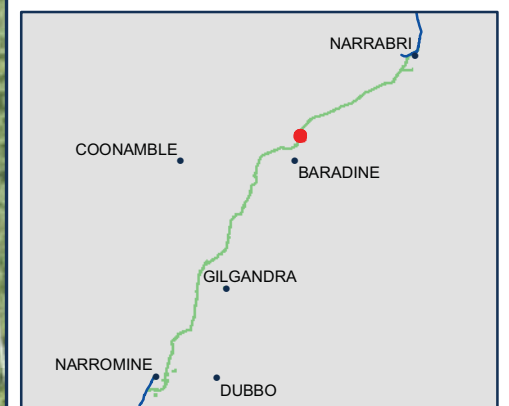 NARRABRI
COONAMBLE
BARADINE
GILGANDRA
NARROMINE
DUBBO